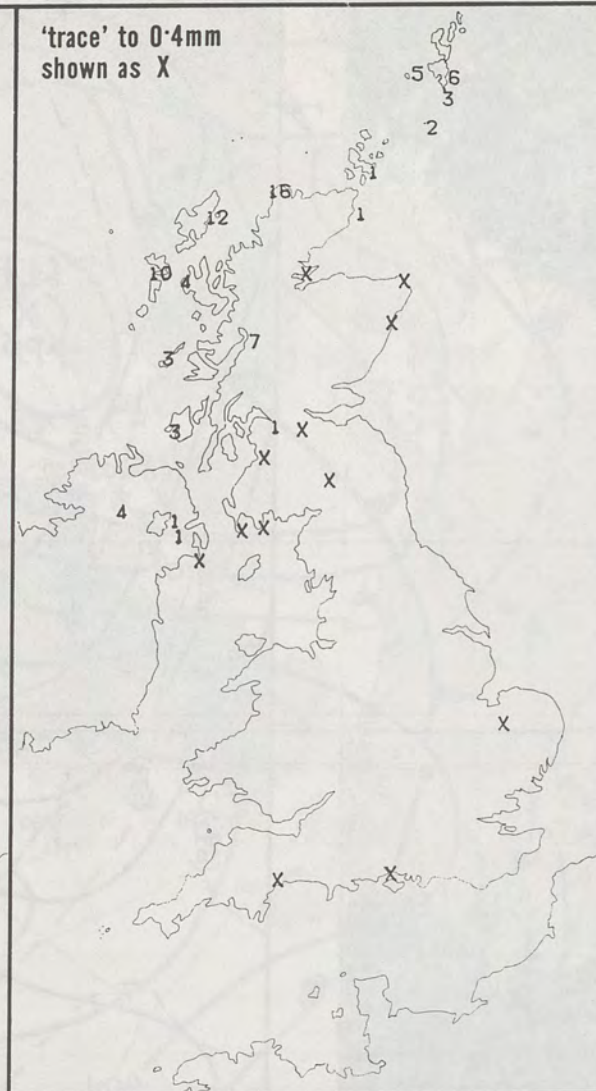 'trace' to 0·4mm
shown as X
5 6
3
2
1
16
12 1
10 4 X X
X
7
3
3 1 X
X
X
4 1
1 X X
X
X
X X